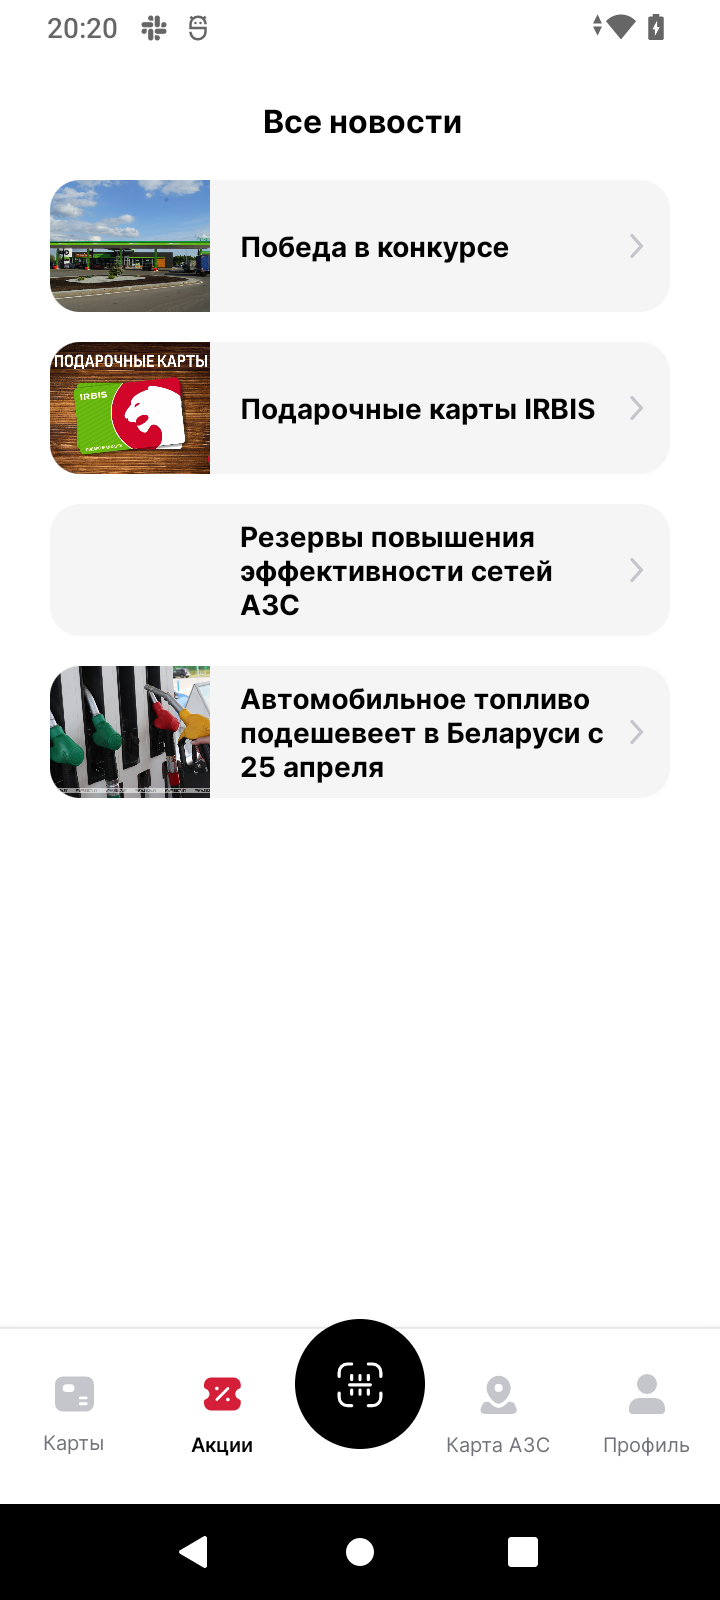 20:20
Все новости
Победа в конкурсе
ПОДАРОЧНЫЕ КАРТЫ
IRBIS
Подарочные карты IRBIS
Резервы повышения
эффективности сетей
АЗС
Автомобильное топливо
подешевеет в Беларуси с
25 апреля
Карты
Акции
Карта АЗС
Профиль